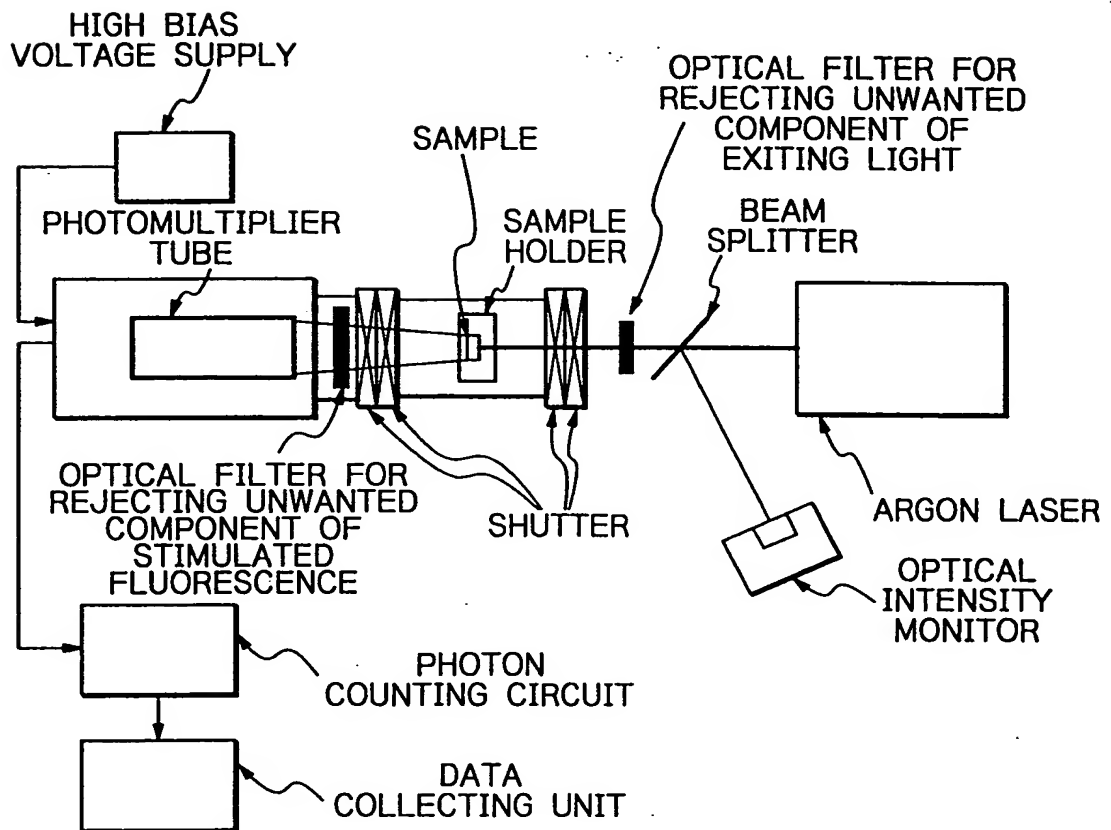 HIGH BIAS
VOLTAGE SUPPLY
OPTICAL FILTER FOR
REJECTING UNWANTED
COMPONENT OF
EXITING LIGHT
SAMPLE
PHOTOMULTIPLIER
TUBE
SAMPLE
HOLDER
BEAM
SPLITTER
OPTICAL FILTER FOR
REJECTING UNWANTED
COMPONENT OF
STIMULATED
FLUORESCENCE
SHUTTER
ARGON LASER
OPTICAL
INTENSITY
MONITOR
PHOTON
COUNTING CIRCUIT
DATA
COLLECTING UNIT